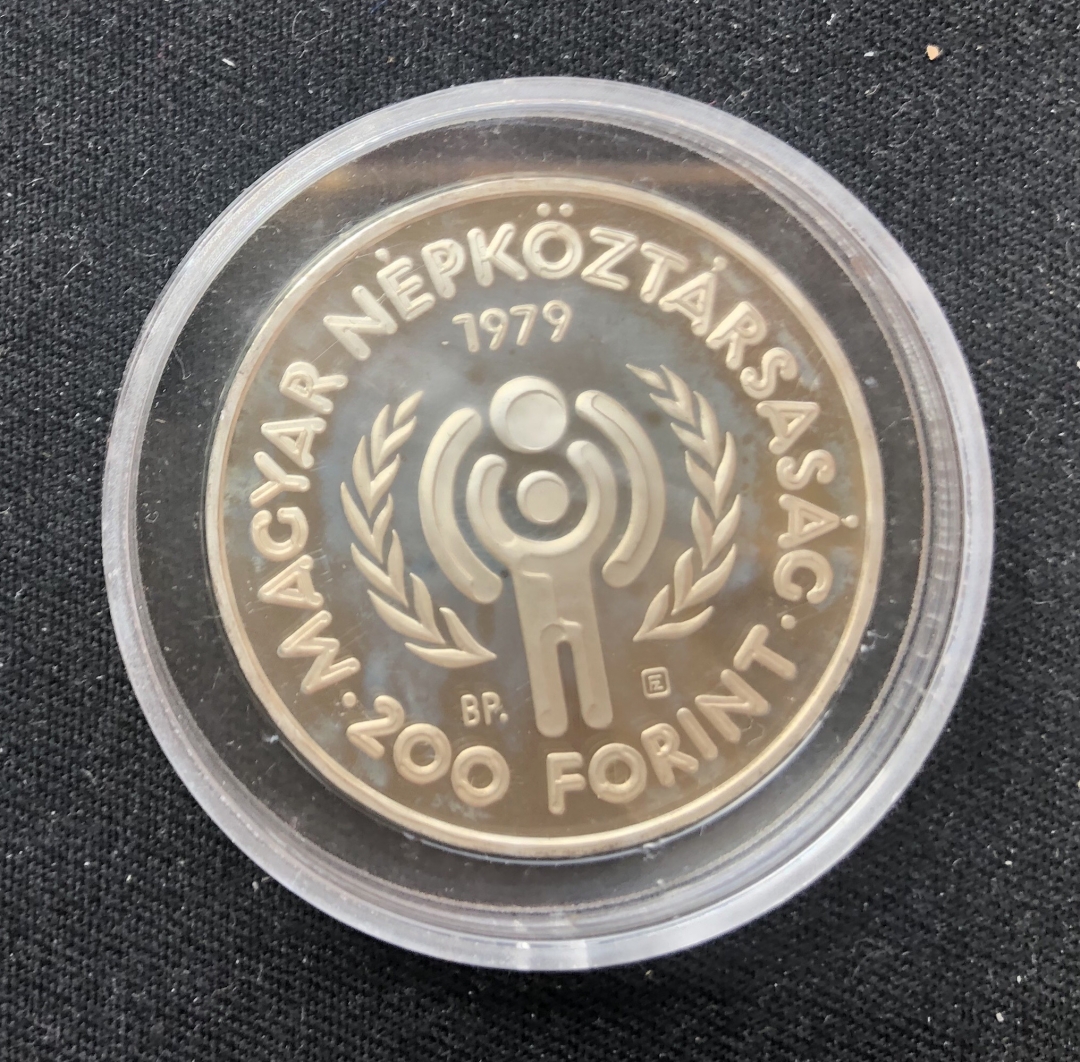 MAGYAR NÉPKÖZTÁRSASÁG·
1979
BP.
·200 FORINT